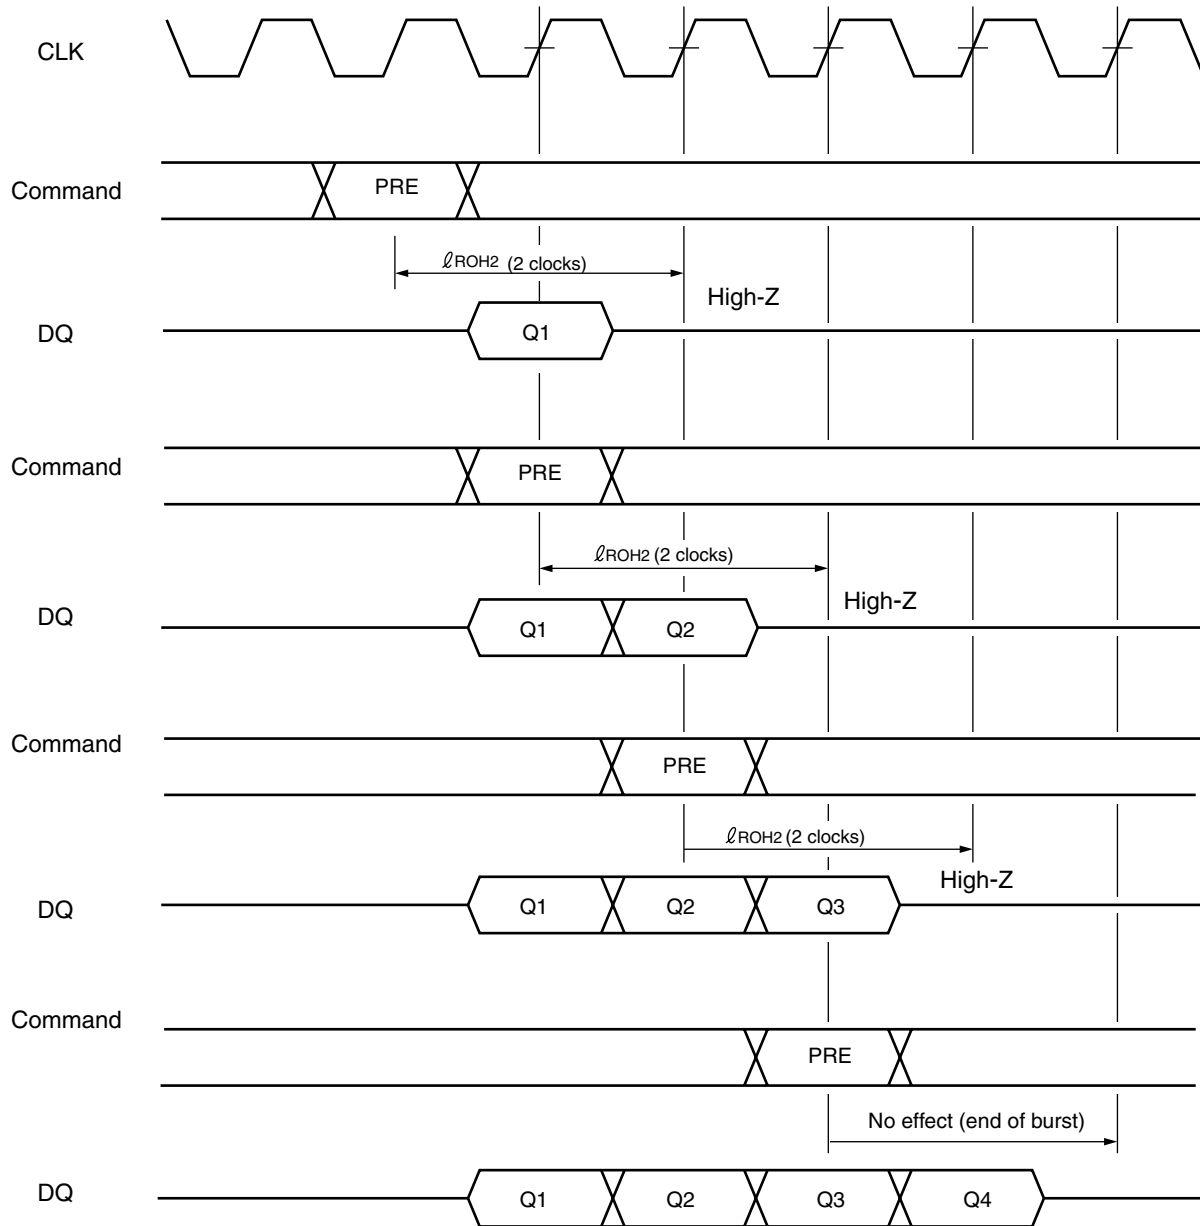 CLK
Command
PRE
ℓROH2 (2 clocks)
High-Z
DQ
Q1
Command
PRE
ℓROH2 (2 clocks)
High-Z
DQ
Q1
Q2
Command
PRE
ℓROH2 (2 clocks)
High-Z
DQ
Q1
Q2
Q3
Command
PRE
No effect (end of burst)
DQ
Q1
Q2
Q3
Q4